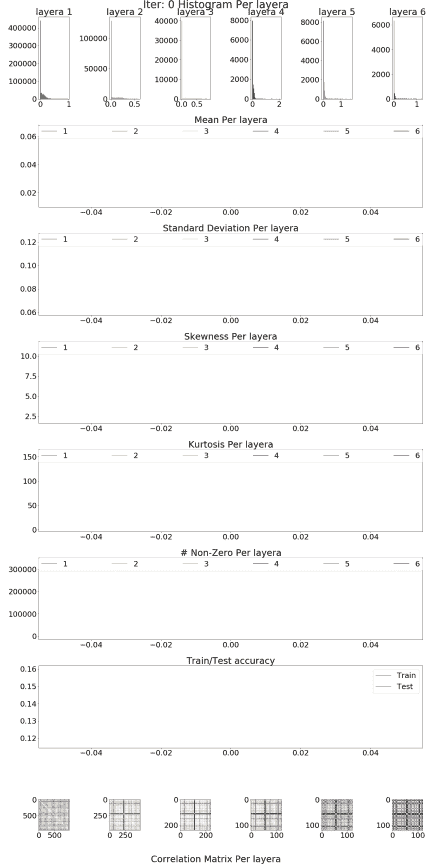 Iter: 0 Histogram Per layera
layera 1 layera 2 layera 3 layera 4 layera 5 layera 6
400000 300000 200000 100000 0
100000 50000 0
40000 30000 20000 10000 0
8000 6000 4000 2000 0
8000 6000 4000 2000 0
6000 4000 2000 0
0 1 0.0 0.5 0.0 0.5 0 2 0 1 0 1
Mean Per layera
1 2 3 4 5 6
0.06
0.04
0.02
−0.04 −0.02 0.00 0.02 0.04
Standard Deviation Per layera
1 2 3 4 5 6
0.12
0.10
0.08
0.06
−0.04 −0.02 0.00 0.02 0.04
Skewness Per layera
1 2 3 4 5 6
10.0
7.5
5.0
2.5
−0.04 −0.02 0.00 0.02 0.04
Kurtosis Per layera
150
1 2 3 4 5 6
100
50
0
−0.04 −0.02 0.00 0.02 0.04
# Non-Zero Per layera
1 2 3 4 5 6
300000
200000
100000
0
−0.04 −0.02 0.00 0.02 0.04
Train/Test accuracy
0.16
Train
0.15
Test
0.14
0.13
0.12
−0.04 −0.02 0.00 0.02 0.04
0 0 0 0 0 0
500 250 200 100 100 100
0 500 0 250 0 200 0 100 0 100 0 100
Correlation Matrix Per layera